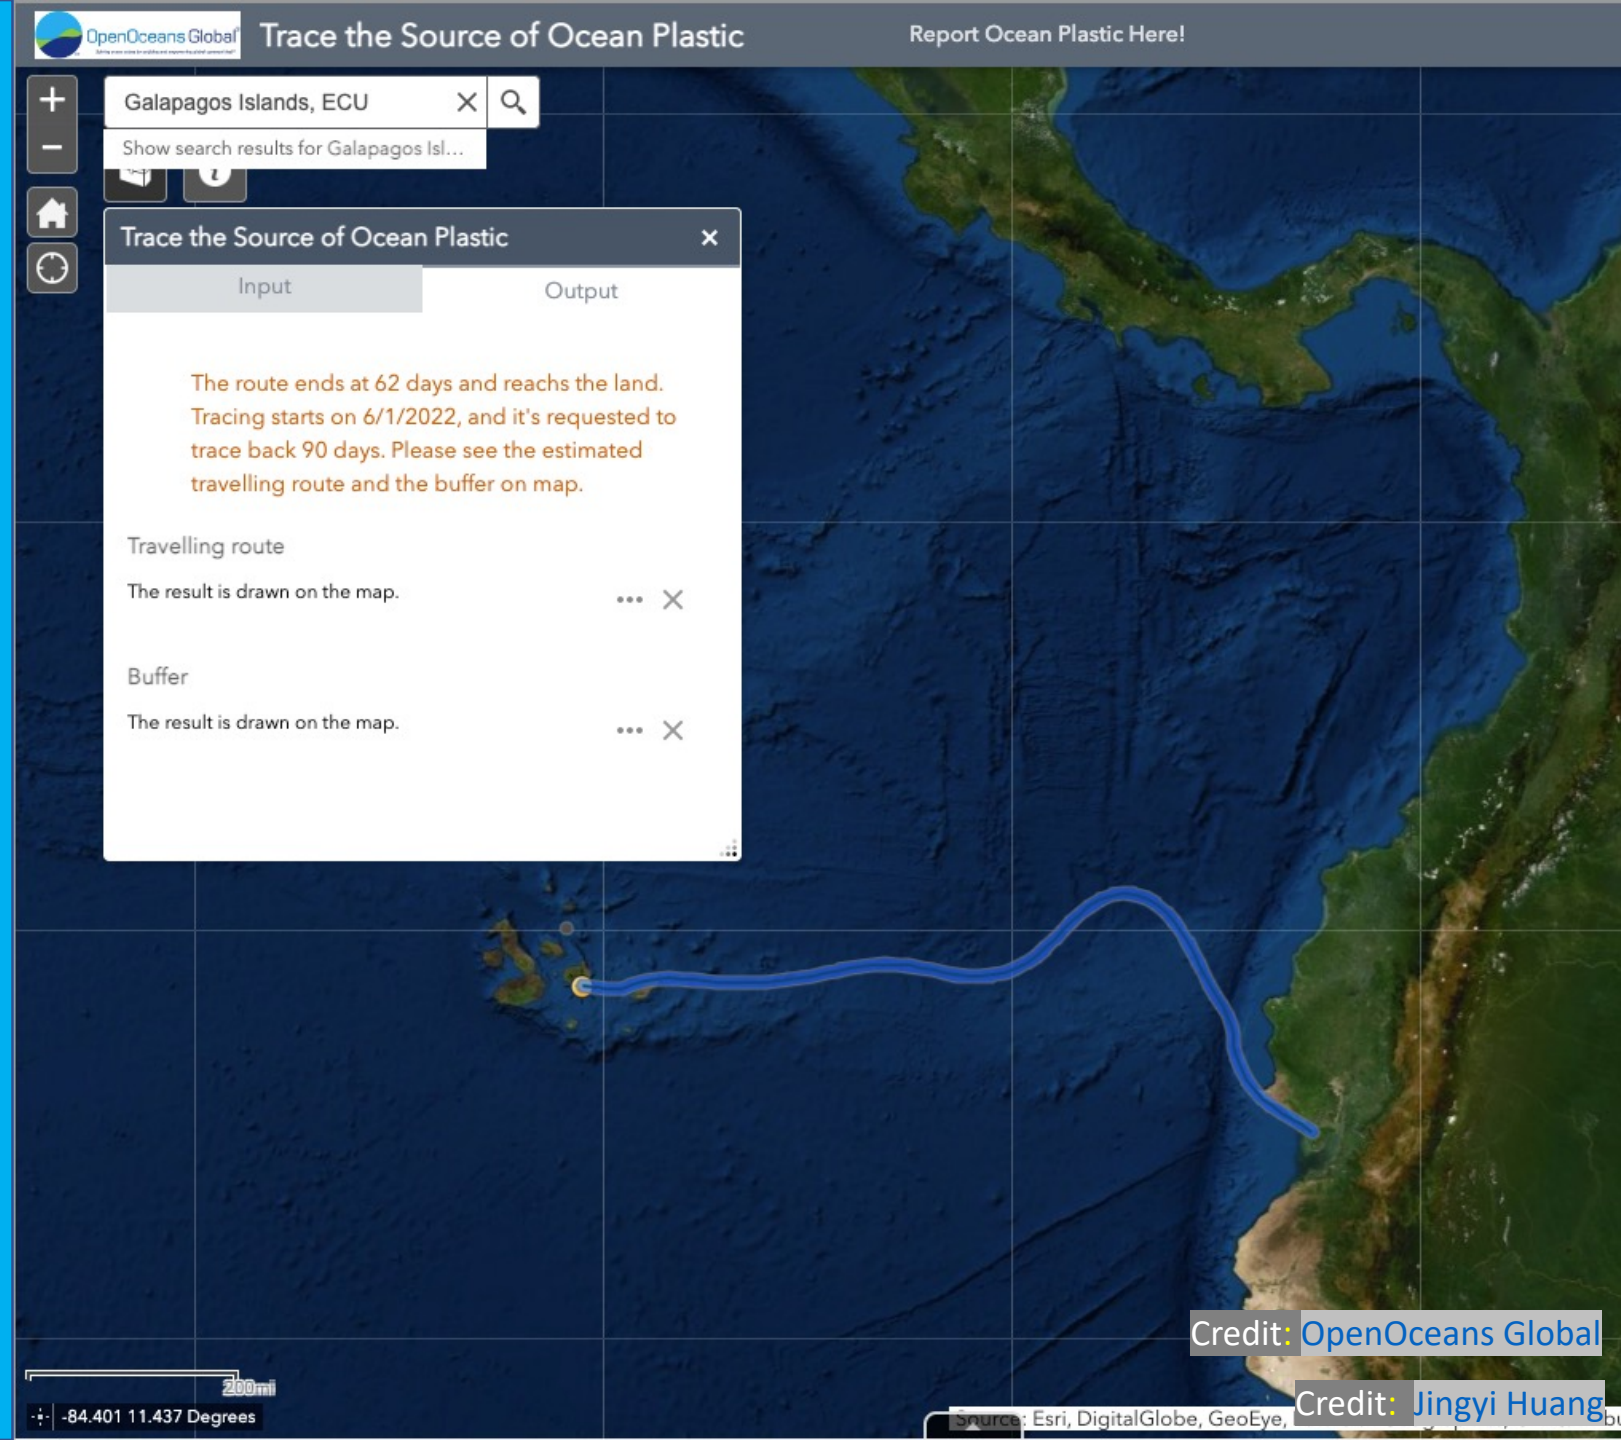 OpenOceans Global
Trace the Source of Ocean Plastic
Report Ocean Plastic Here!
+
Galapagos Islands, ECU
−
Show search results for Galapagos Isl...
Trace the Source of Ocean Plastic
Input
Output
The route ends at 62 days and reachs the land.
Tracing starts on 6/1/2022, and it's requested to
trace back 90 days. Please see the estimated
travelling route and the buffer on map.
Travelling route
The result is drawn on the map.
Buffer
The result is drawn on the map.
Credit: OpenOceans Global
200mi
Credit: Jingyi Huang
-84.401 11.437 Degrees
Source: Esri, DigitalGlobe, GeoEye,